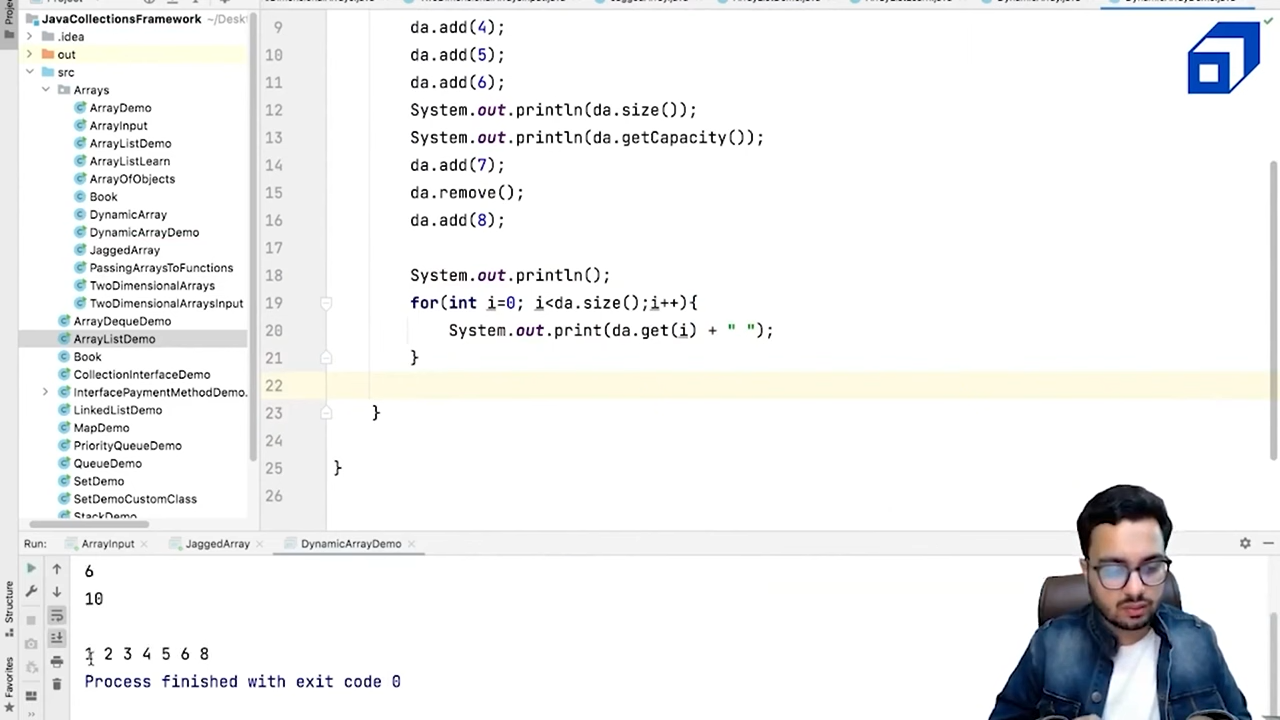 JavaCollectionsFramework ~/Deskt
.idea
out
src
Arrays
ArrayDemo
ArrayInput
ArrayListDemo
ArrayListLearn
ArrayOfObjects
Book
DynamicArray
DynamicArrayDemo
JaggedArray
PassingArraysToFunctions
TwoDimensionalArrays
TwoDimensionalArraysInput
ArrayDequeDemo
ArrayListDemo
Book
CollectionInterfaceDemo
InterfacePaymentMethodDemo.
LinkedListDemo
MapDemo
PriorityQueueDemo
QueueDemo
SetDemo
SetDemoCustomClass
StackDemo
9 da.add(4);
10 da.add(5);
11 da.add(6);
12 System.out.println(da.size());
13 System.out.println(da.getCapacity());
14 da.add(7);
15 da.remove();
16 da.add(8);
17
18 System.out.println();
19 for(int i=0; i<da.size();i++){
20 System.out.print(da.get(i) + " ");
21 }
22
23 }
24
25 }
26
Run: ArrayInput JaggedArray DynamicArrayDemo
6
10
1 2 3 4 5 6 8
Process finished with exit code 0
Structure
Favorites